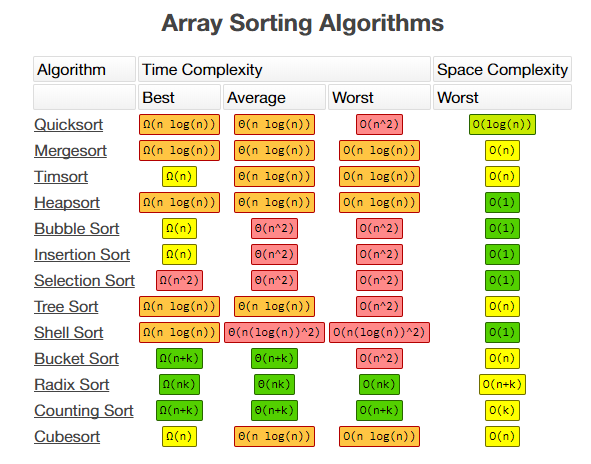 Array Sorting Algorithms
Algorithm Time Complexity Space Complexity
Best Average Worst Worst
Quicksort Ω(n log(n)) Θ(n log(n)) O(n^2) O(log(n))
Mergesort Ω(n log(n)) Θ(n log(n)) O(n log(n)) O(n)
Timsort Ω(n) Θ(n log(n)) O(n log(n)) O(n)
Heapsort Ω(n log(n)) Θ(n log(n)) O(n log(n)) O(1)
Bubble Sort Ω(n) Θ(n^2) O(n^2) O(1)
Insertion Sort Ω(n) Θ(n^2) O(n^2) O(1)
Selection Sort Ω(n^2) Θ(n^2) O(n^2) O(1)
Tree Sort Ω(n log(n)) Θ(n log(n)) O(n^2) O(n)
Shell Sort Ω(n log(n)) Θ(n(log(n))^2) O(n(log(n))^2) O(1)
Bucket Sort Ω(n+k) Θ(n+k) O(n^2) O(n)
Radix Sort Ω(nk) Θ(nk) O(nk) O(n+k)
Counting Sort Ω(n+k) Θ(n+k) O(n+k) O(k)
Cubesort Ω(n) Θ(n log(n)) O(n log(n)) O(n)